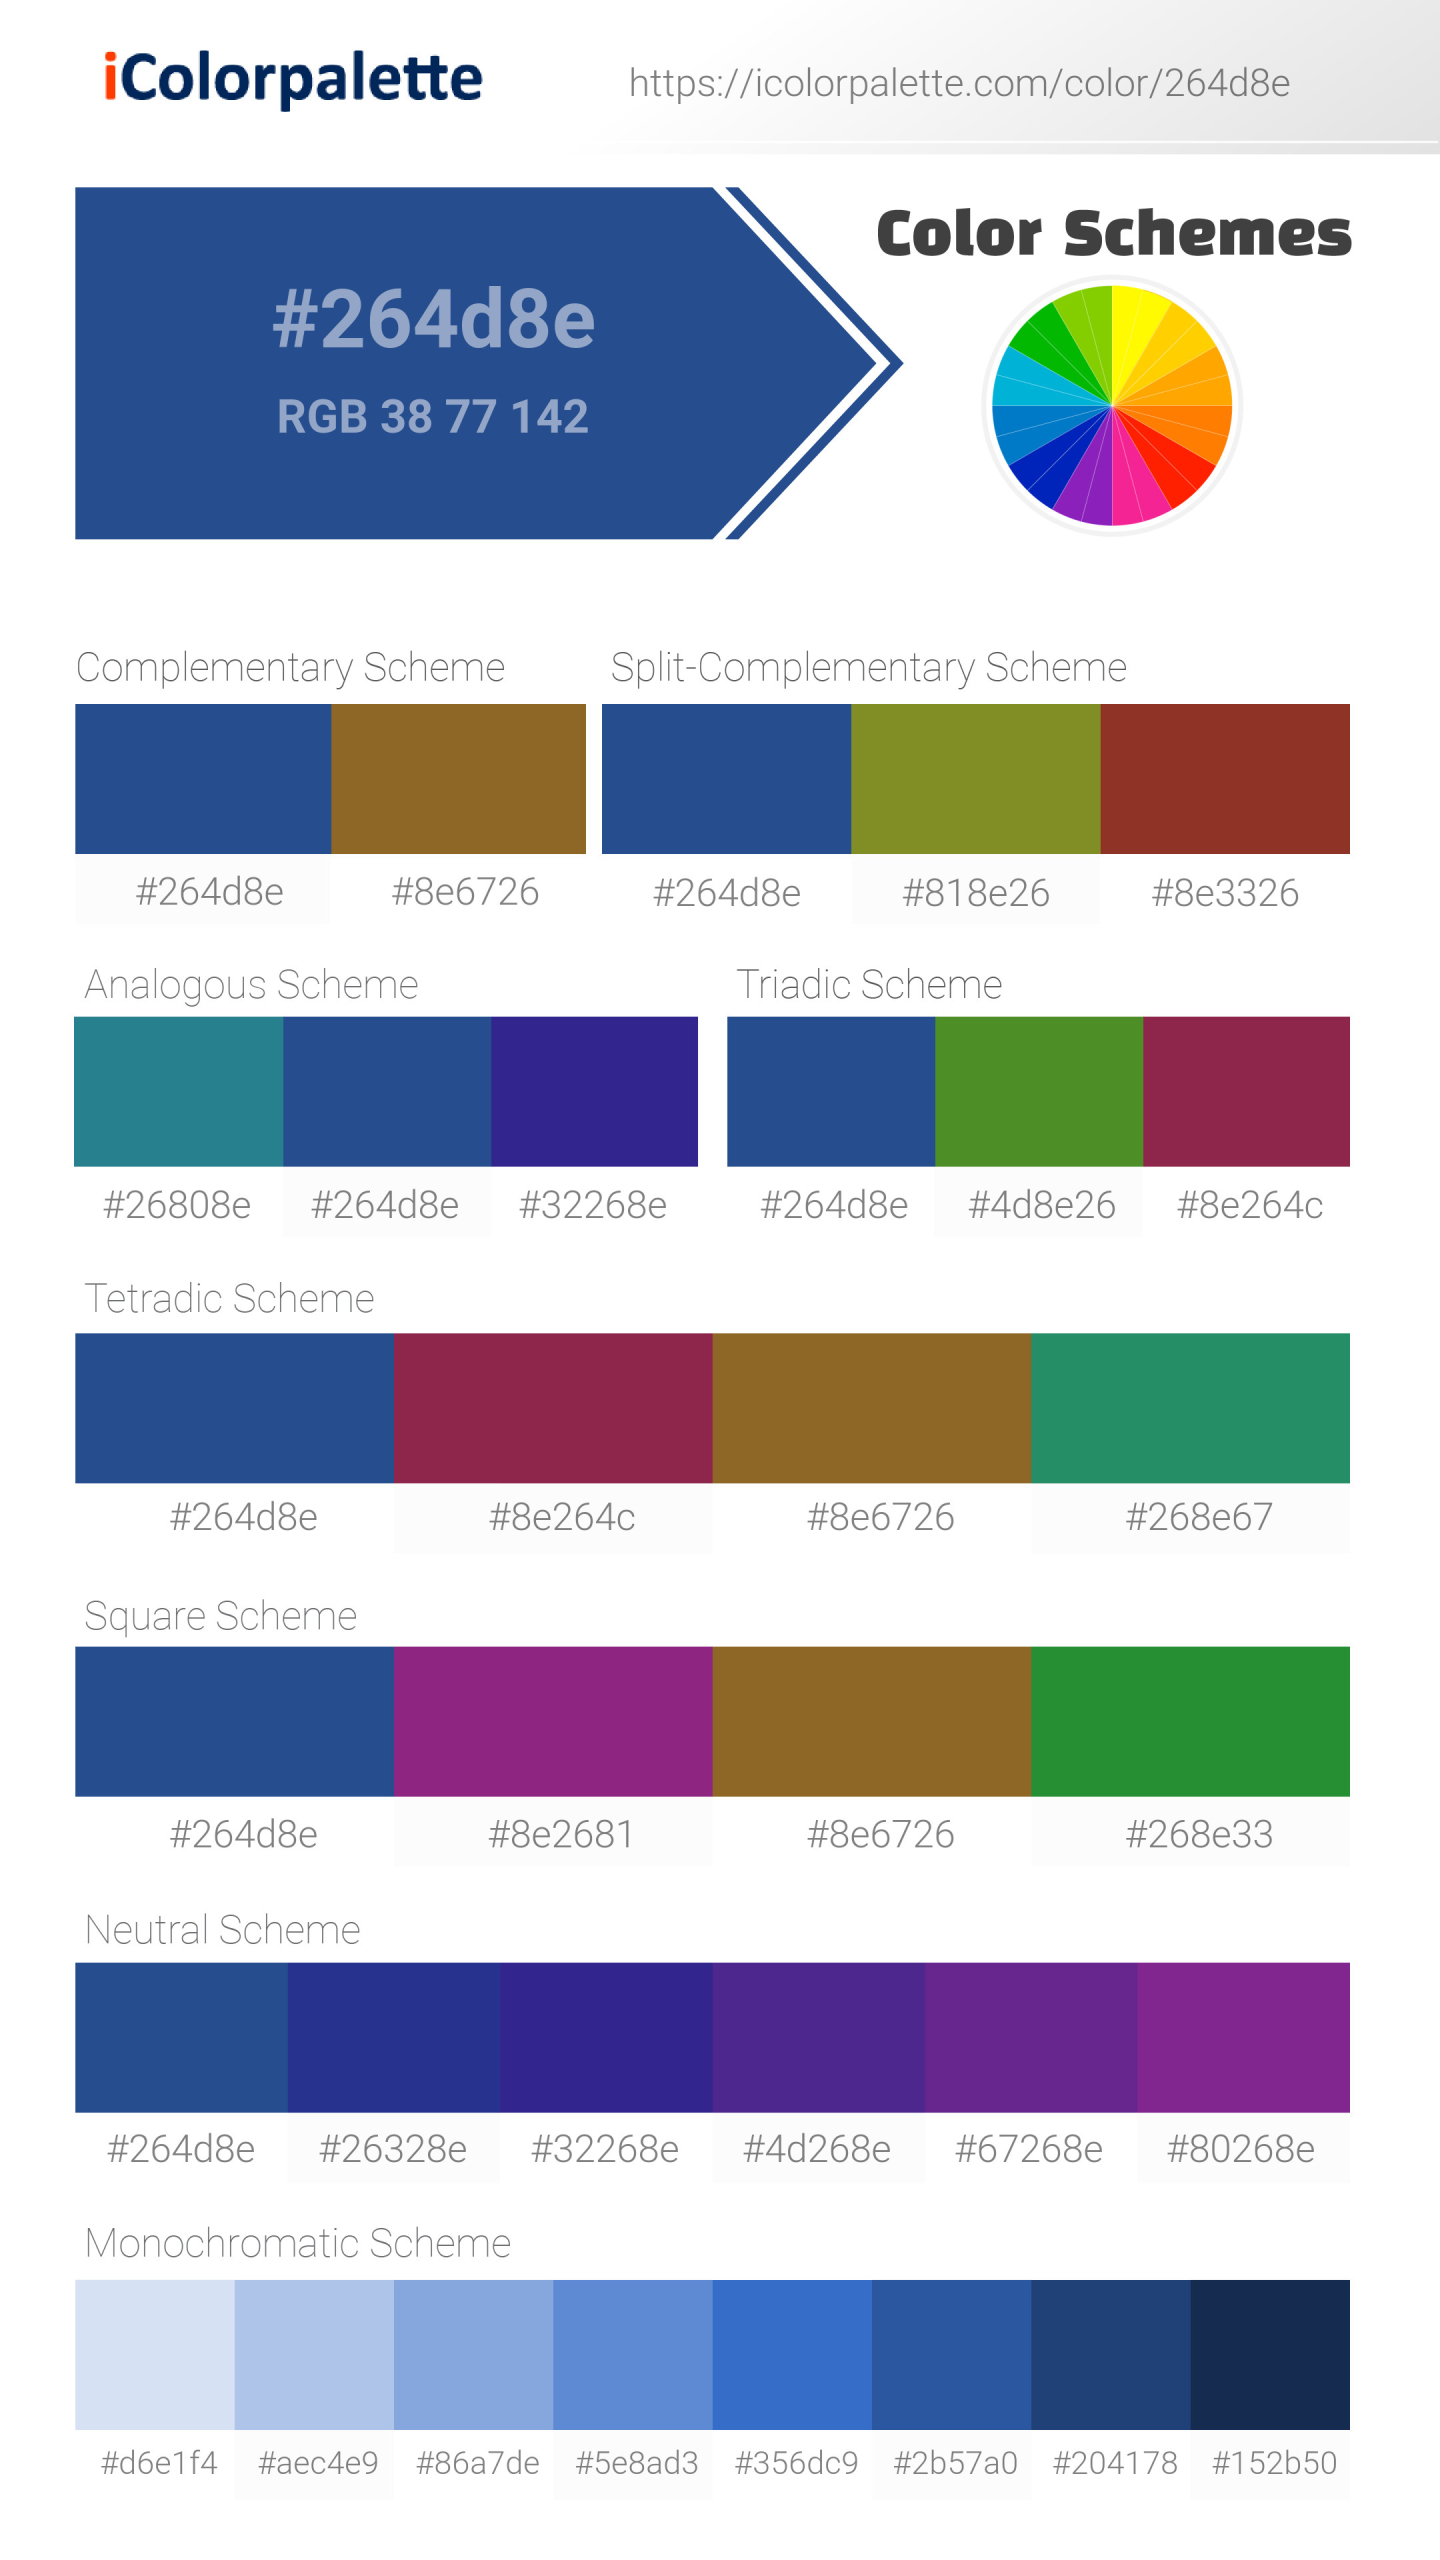 iColorpalette
https://icolorpalette.com/color/264d8e
#264d8e
RGB 38 77 142
Color Schemes
Complementary Scheme
#264d8e #8e6726
Split-Complementary Scheme
#264d8e #818e26 #8e3326
Analogous Scheme
#26808e #264d8e #32268e
Triadic Scheme
#264d8e #4d8e26 #8e264c
Tetradic Scheme
#264d8e #8e264c #8e6726 #268e67
Square Scheme
#264d8e #8e2681 #8e6726 #268e33
Neutral Scheme
#264d8e #26328e #32268e #4d268e #67268e #80268e
Monochromatic Scheme
#d6e1f4 #aec4e9 #86a7de #5e8ad3 #356dc9 #2b57a0 #204178 #152b50